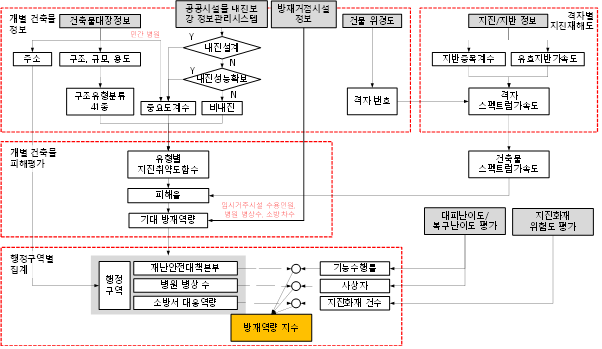 개별 건축물
정보
건축물대장정보
공공시설물 내진보
강 정보관리시스템
방재거점시설
정보
건물 위경도
지진/지반 정보
격자별
지진재해도
민간 병원
주소
구조, 규모, 용도
Y
내진설계
N
Y
내진성능확보
N
지반증폭계수
유효지반가속도
구조유형분류
41종
중요도계수
비내진
격자 번호
격자
스펙트럼가속도
개별 건축물
피해평가
유형별
지진취약도함수
건축물
스펙트럼가속도
피해율
임시거주시설 수용인원,
병원 병상수, 소방차수
기대 방재역량
대피난이도/
복구난이도 평가
지진화재
위험도 평가
행정구역별
집계
행정
구역
재난안전대책본부
기능수행률
병원 병상 수
사상자
소방서 대응역량
지진화재 건수
방재역량 지수